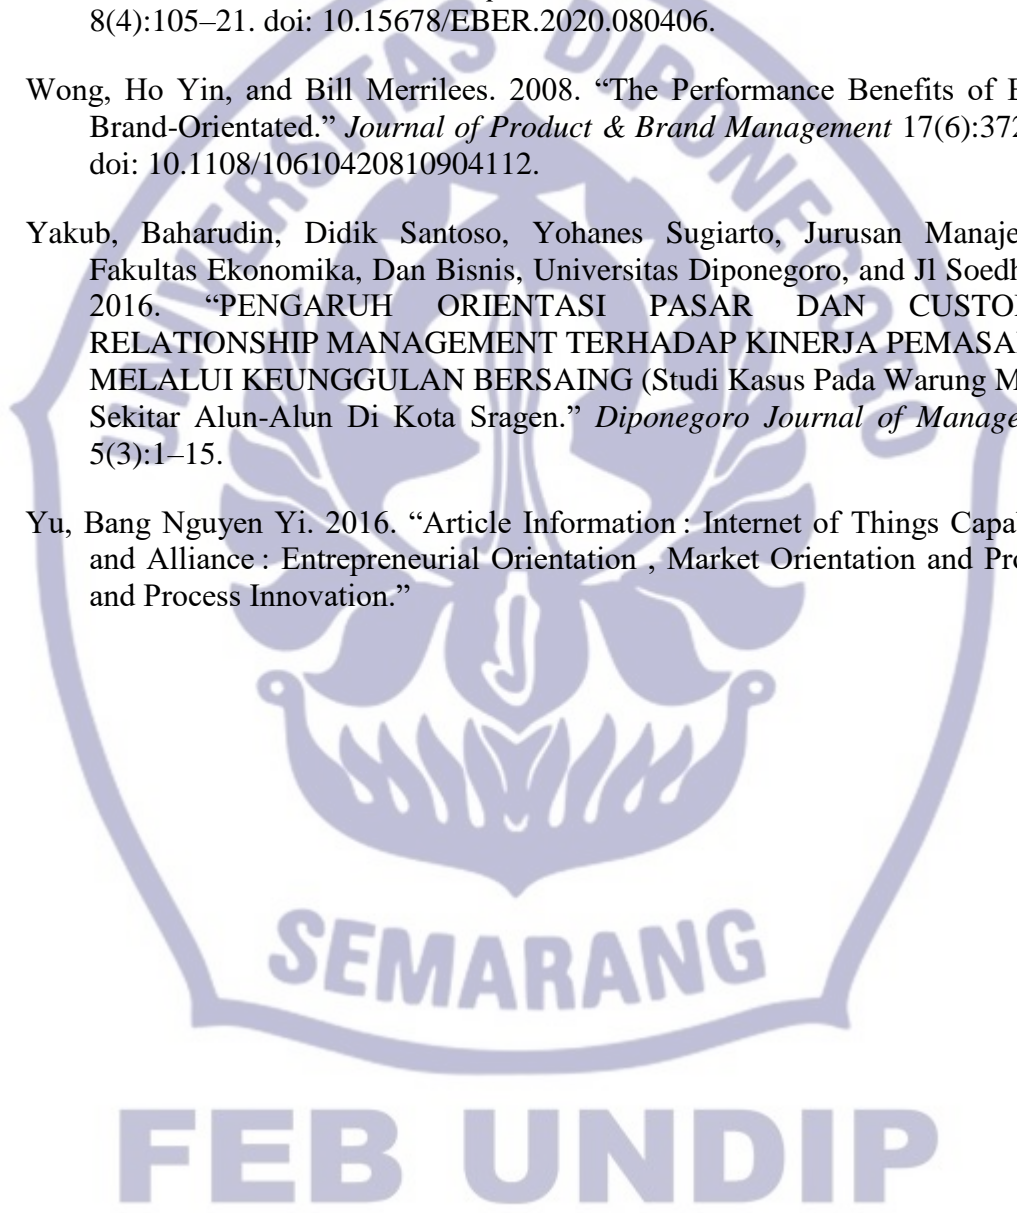 8(4):105–21. doi: 10.15678/EBER.2020.080406.
Wong, Ho Yin, and Bill Merrilees. 2008. “The Performance Benefits of
Brand-Orientated.” Journal of Product & Brand Management 17(6):372
doi: 10.1108/10610420810904112.
Yakub, Baharudin, Didik Santoso, Yohanes Sugiarto, Jurusan Manaje
Fakultas Ekonomika, Dan Bisnis, Universitas Diponegoro, and Jl Soedh
2016. “PENGARUH ORIENTASI PASAR DAN CUSTO
RELATIONSHIP MANAGEMENT TERHADAP KINERJA PEMASA
MELALUI KEUNGGULAN BERSAING (Studi Kasus Pada Warung M
Sekitar Alun-Alun Di Kota Sragen.” Diponegoro Journal of Manage
5(3):1–15.
Yu, Bang Nguyen Yi. 2016. “Article Information : Internet of Things Capa
and Alliance : Entrepreneurial Orientation , Market Orientation and Pro
and Process Innovation.”
UNIVERSITAS DIPONEGORO
SEMARANG
FEB UNDIP